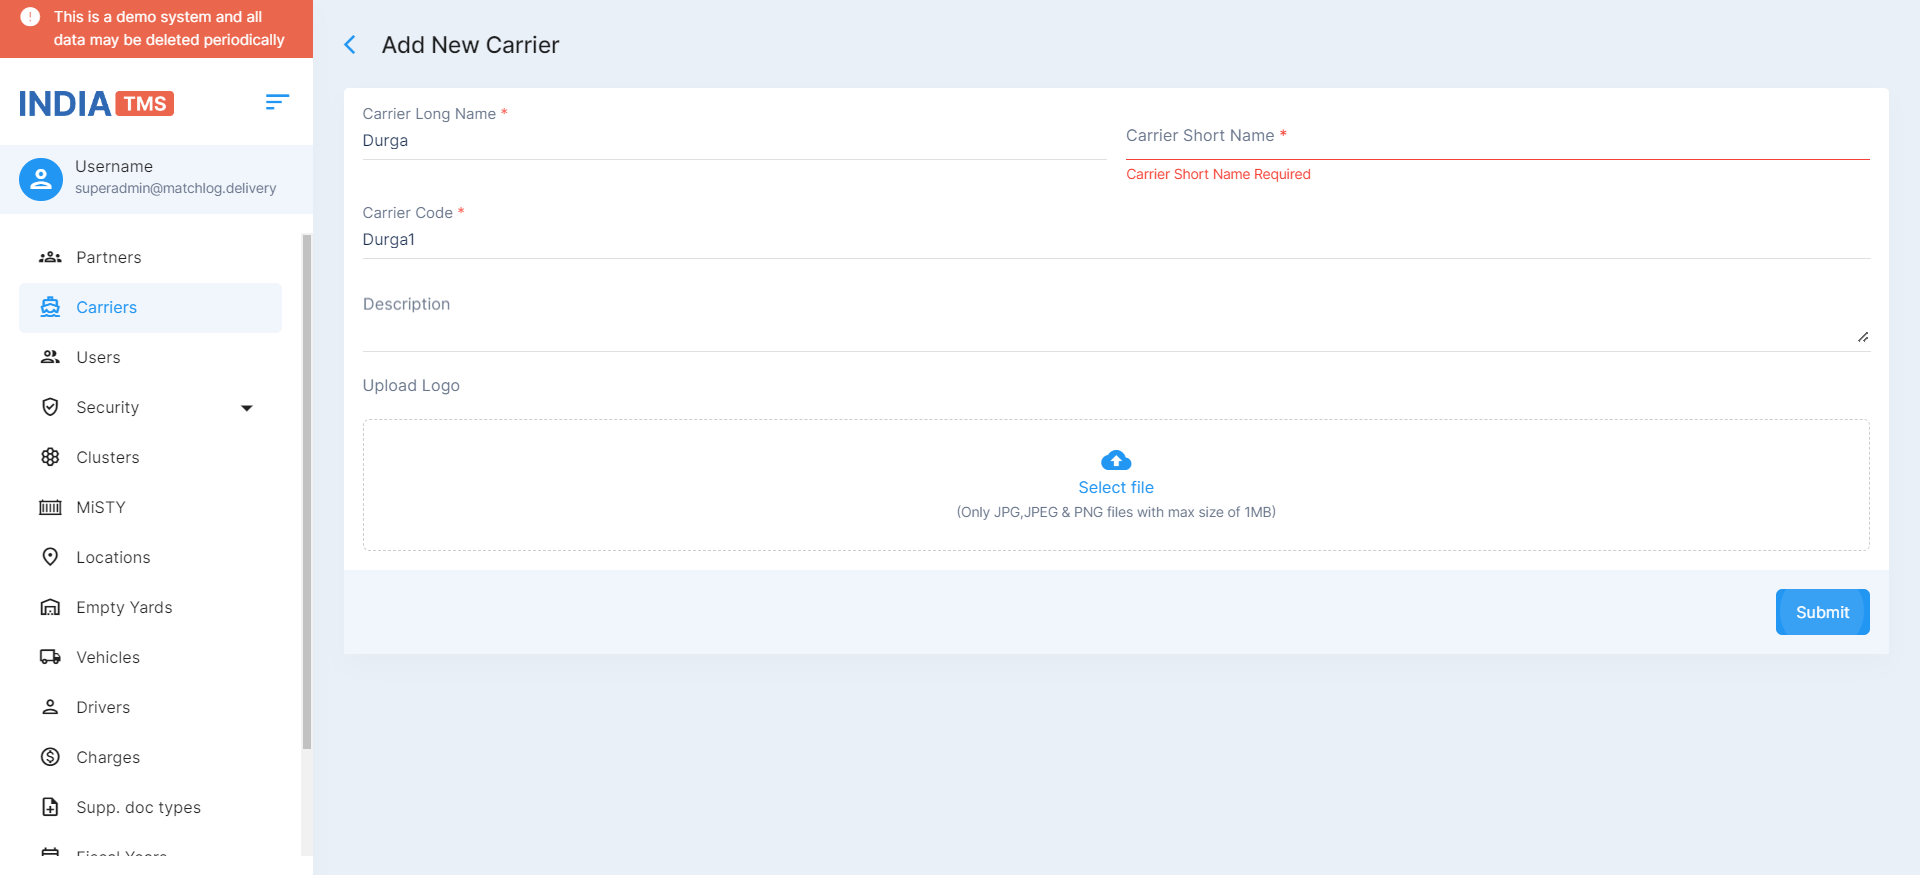 This is a demo system and all
data may be deleted periodically
INDIA TMS
Username
superadmin@matchlog.delivery
Partners
Carriers
Users
Security
Clusters
MiSTY
Locations
Empty Yards
Vehicles
Drivers
Charges
Supp. doc types
Fiscal Years
Add New Carrier
Carrier Long Name *
Durga
Carrier Short Name *
Carrier Short Name Required
Carrier Code *
Durga1
Description
Upload Logo
Select file
(Only JPG,JPEG & PNG files with max size of 1MB)
Submit